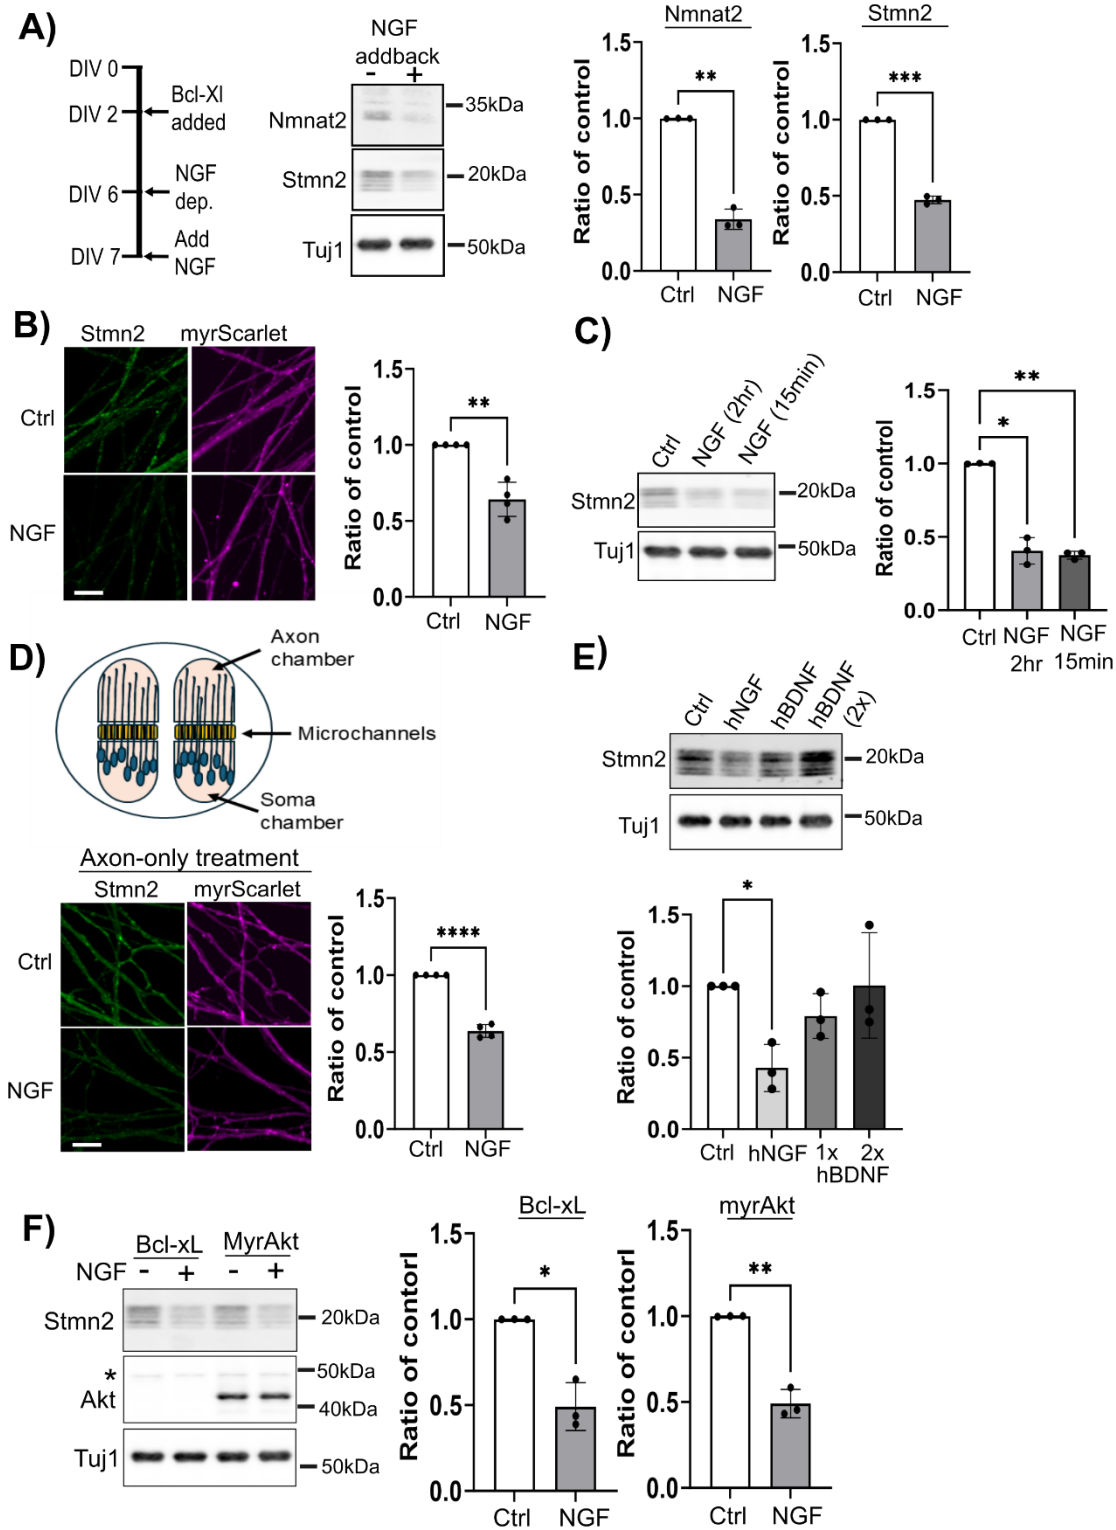 A)
DIV 0
DIV 2
Bcl-Xl
added
DIV 6
NGF
dep.
DIV 7
Add
NGF
NGF
addback
- +
Nmnat2
35kDa
Stmn2
20kDa
Tuj1
50kDa
Nmnat2
Ratio of control
1.5
1.0
0.5
0.0
**
Ctrl NGF
Stmn2
Ratio of control
1.5
1.0
0.5
0.0
***
Ctrl NGF
B)
Stmn2 myrScarlet
Ctrl
NGF
Ratio of control
1.5
1.0
0.5
0.0
**
Ctrl NGF
C)
Ctrl
NGF (2hr)
NGF (15min)
Stmn2
20kDa
Tuj1
50kDa
Ratio of control
1.5
1.0
0.5
0.0
**
*
Ctrl NGF NGF
2hr 15min
D)
Axon
chamber
Microchannels
Soma
chamber
Axon-only treatment
Stmn2 myrScarlet
Ctrl
NGF
Ratio of control
1.5
1.0
0.5
0.0
****
Ctrl NGF
E)
Ctrl
hNGF
hBDNF
hBDNF
(2x)
Stmn2
20kDa
Tuj1
50kDa
Ratio of control
1.5
1.0
0.5
0.0
*
Ctrl hNGF 1x 2x
hBDNF
F)
Bcl-xL MyrAkt
NGF - + - +
Stmn2
20kDa
*
50kDa
Akt
40kDa
Tuj1
50kDa
Bcl-xL
Ratio of contorl
1.5
1.0
0.5
0.0
*
Ctrl NGF
myrAkt
Ratio of contorl
1.5
1.0
0.5
0.0
**
Ctrl NGF